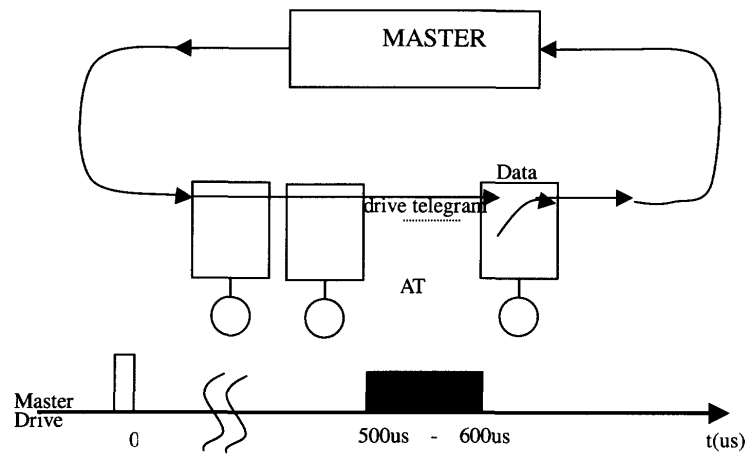 MASTER
Data
drive telegram
AT
Master
Drive
0
500us - 600us
t(us)